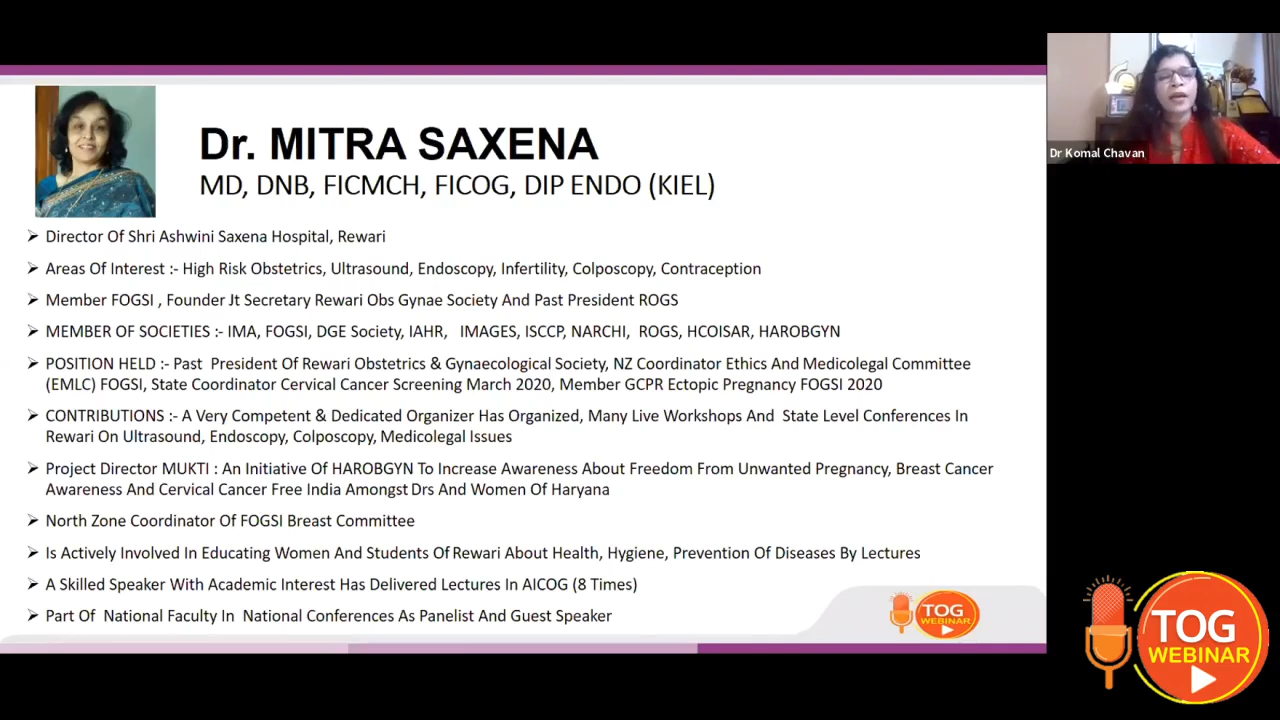 Dr. MITRA SAXENA
MD, DNB, FICMCH, FICOG, DIP ENDO (KIEL)
Dr Komal Chavan
➢ Director Of Shri Ashwini Saxena Hospital, Rewari
➢ Areas Of Interest :- High Risk Obstetrics, Ultrasound, Endoscopy, Infertility, Colposcopy, Contraception
➢ Member FOGSI , Founder Jt Secretary Rewari Obs Gynae Society And Past President ROGS
➢ MEMBER OF SOCIETIES :- IMA, FOGSI, DGE Society, IAHR, IMAGES, ISCCP, NARCHI, ROGS, HCOISAR, HAROBGYN
➢ POSITION HELD :- Past President Of Rewari Obstetrics & Gynaecological Society, NZ Coordinator Ethics And Medicolegal Committee
(EMLC) FOGSI, State Coordinator Cervical Cancer Screening March 2020, Member GCPR Ectopic Pregnancy FOGSI 2020
➢ CONTRIBUTIONS :- A Very Competent & Dedicated Organizer Has Organized, Many Live Workshops And State Level Conferences In
Rewari On Ultrasound, Endoscopy, Colposcopy, Medicolegal Issues
➢ Project Director MUKTI : An Initiative Of HAROBGYN To Increase Awareness About Freedom From Unwanted Pregnancy, Breast Cancer
Awareness And Cervical Cancer Free India Amongst Drs And Women Of Haryana
➢ North Zone Coordinator Of FOGSI Breast Committee
➢ Is Actively Involved In Educating Women And Students Of Rewari About Health, Hygiene, Prevention Of Diseases By Lectures
➢ A Skilled Speaker With Academic Interest Has Delivered Lectures In AICOG (8 Times)
➢ Part Of National Faculty In National Conferences As Panelist And Guest Speaker
TOG
WEBINAR
TOG
WEBINAR